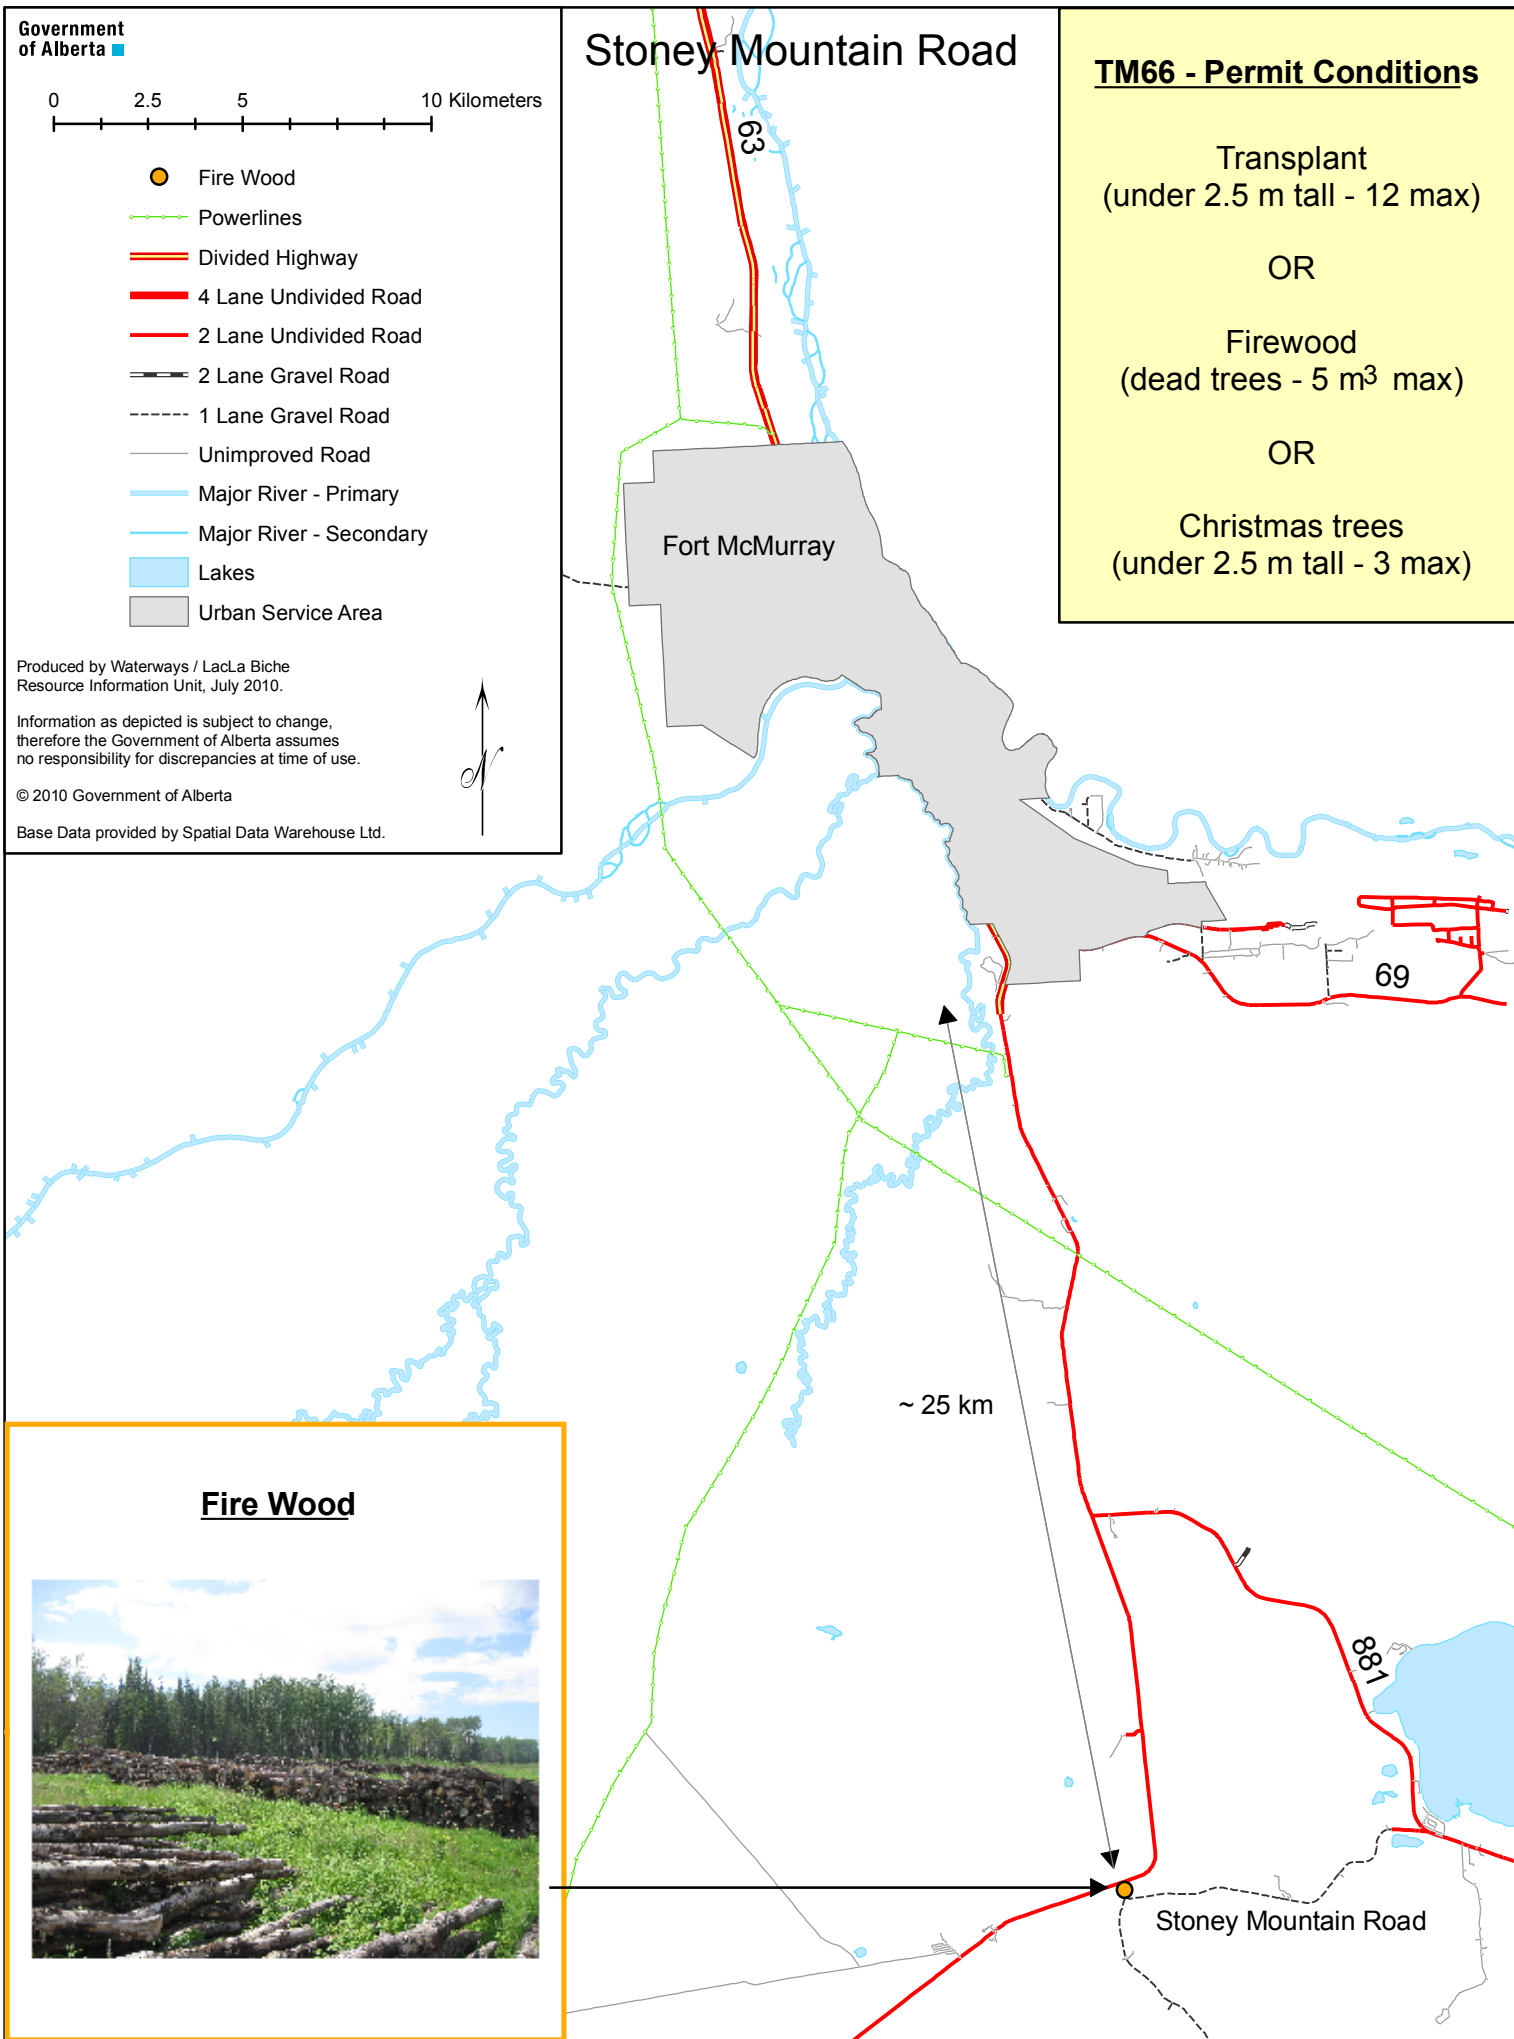 Government
of Alberta
0 2.5 5 10 Kilometers
Fire Wood
Powerlines
Divided Highway
4 Lane Undivided Road
2 Lane Undivided Road
2 Lane Gravel Road
1 Lane Gravel Road
Unimproved Road
Major River - Primary
Major River - Secondary
Lakes
Urban Service Area
Produced by Waterways / LacLa Biche
Resource Information Unit, July 2010.
Information as depicted is subject to change,
therefore the Government of Alberta assumes
no responsibility for discrepancies at time of use.
© 2010 Government of Alberta
Base Data provided by Spatial Data Warehouse Ltd.
N
Stoney Mountain Road
TM66 - Permit Conditions
Transplant
(under 2.5 m tall - 12 max)
OR
Firewood
(dead trees - 5 m³ max)
OR
Christmas trees
(under 2.5 m tall - 3 max)
63
Fort McMurray
69
~ 25 km
881
Stoney Mountain Road
Fire Wood